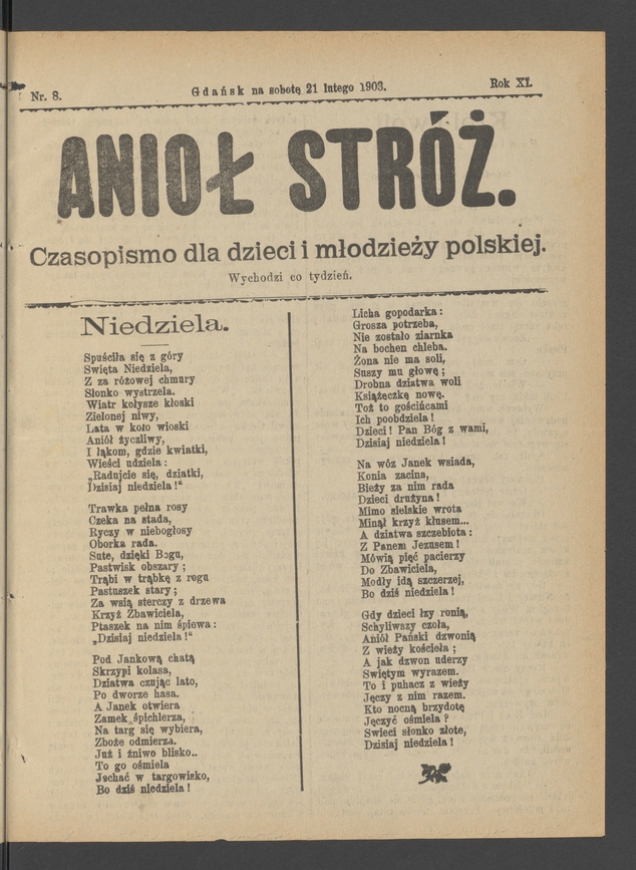 Nr. 8.
Gdańsk na sobotę 21 lutego 1903.
Rok XI.
ANIOŁ STRÓŻ.
Czasopismo dla dzieci i młodzieży polskiej.
Wychodzi co tydzień.
Niedziela.
Spuściła się z góry
Święta Niedziela,
Z za różowej chmury
Słonko wystrzela.
Wiatr kołysze kłoski
Zielonej niwy,
Lata w koło wioski
Anioł życzliwy,
I łąkom, gdzie kwiatki,
Wieści udziela:
„Radujcie się, dziatki,
Dzisiaj niedziela!“
Trawka pełna rosy
Czeka na stada,
Ryczy w niebogłosy
Oborka rada.
Sute, dzięki Bogu,
Pastwisk obszary;
Trąbi w trąbkę z rogu
Pastuszek stary;
Za wsią sterczy z drzewa
Krzyż Zbawiciela,
Ptaszek na nim śpiewa:
„Dzisiaj niedziela!“
Pod Jankową chatą
Skrzypi kolasa,
Dziatwa czując lato,
Po dworze hasa.
A Janek otwiera
Zamek śpichlerza,
Na targ się wybiera,
Zboże odmierza.
Już i żniwo blisko..
To go ośmiela
Jechać w targowisko,
Bo dziś niedziela!
Licha gopodarka:
Grosza potrzeba,
Nie zostało ziarnka
Na bochen chleba.
Żona nie ma soli,
Suszy mu głowę;
Drobna dziatwa woli
Książeczkę nowę.
Toż to gościńcami
Ich poobdziela!
Dzieci! Pan Bóg z wami,
Dzisiaj niedziela!
Na wóz Janek wsiada,
Konia zacina,
Bieży za nim rada
Dzieci drużyna!
Mimo sielskie wrota
Minął krzyż kłusem...
A dziatwa szczebiota:
Z Panem Jezusem!
Mówią pięć pacierzy
Do Zbawiciela,
Modły idą szczerzej,
Bo dziś niedziela!
Gdy dzieci łzy ronią,
Schyliwszy czoła,
Anioł Pański dzwonią
Z wieży kościoła;
A jak dzwon uderzy
Świętym wyrazem.
To i puhacz z wieży
Jęczy z nim razem.
Kto nocną brzydotę
Jęczyć ośmiela?
Świeci słonko złote,
Dzisiaj niedziela!